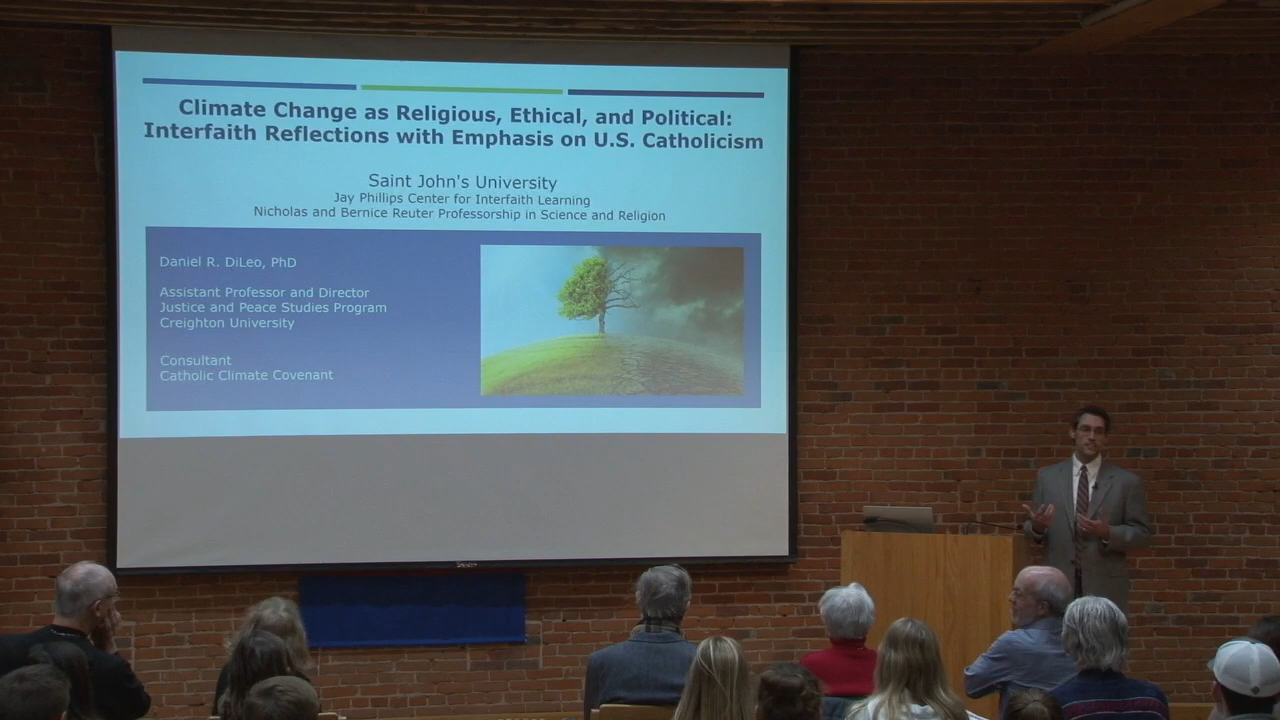 Climate Change as Religious, Ethical, and Political:
Interfaith Reflections with Emphasis on U.S. Catholicism
Saint John's University
Jay Phillips Center for Interfaith Learning
Nicholas and Bernice Reuter Professorship in Science and Religion
Daniel R. DiLeo, PhD
Assistant Professor and Director
Justice and Peace Studies Program
Creighton University
Consultant
Catholic Climate Covenant